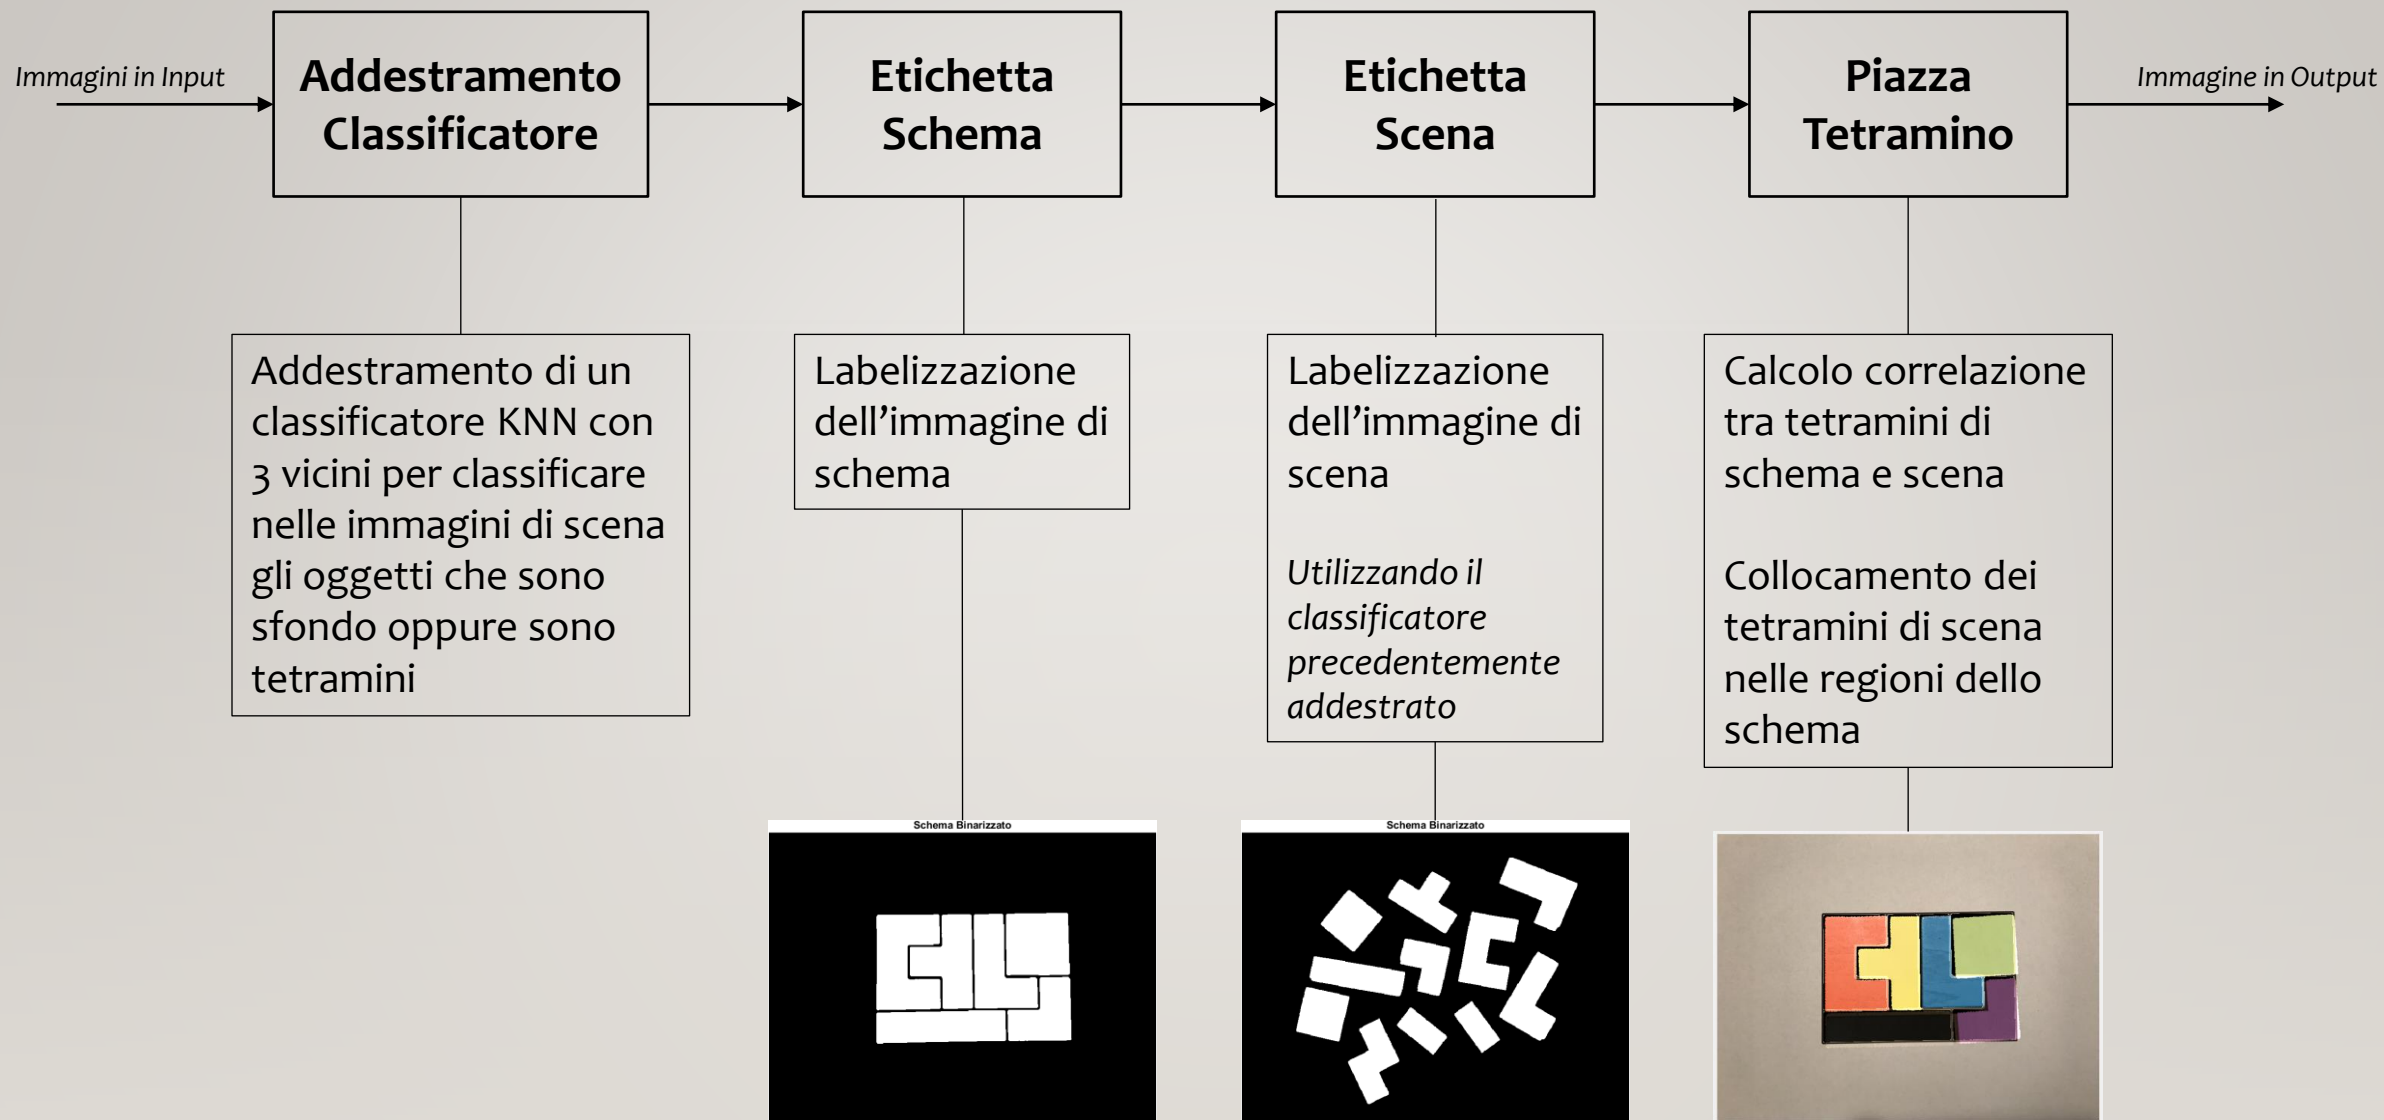 Immagini in Input
Addestramento
Classificatore
Etichetta
Schema
Etichetta
Scena
Piazza
Tetramino
Immagine in Output
Addestramento di un
classificatore KNN con
3 vicini per classificare
nelle immagini di scena
gli oggetti che sono
sfondo oppure sono
tetramini
Labelizzazione
dell’immagine di
schema
Labelizzazione
dell’immagine di
scena
Utilizzando il
classificatore
precedentemente
addestrato
Calcolo correlazione
tra tetramini di
schema e scena
Collocamento dei
tetramini di scena
nelle regioni dello
schema
Schema Binarizzato
Schema Binarizzato